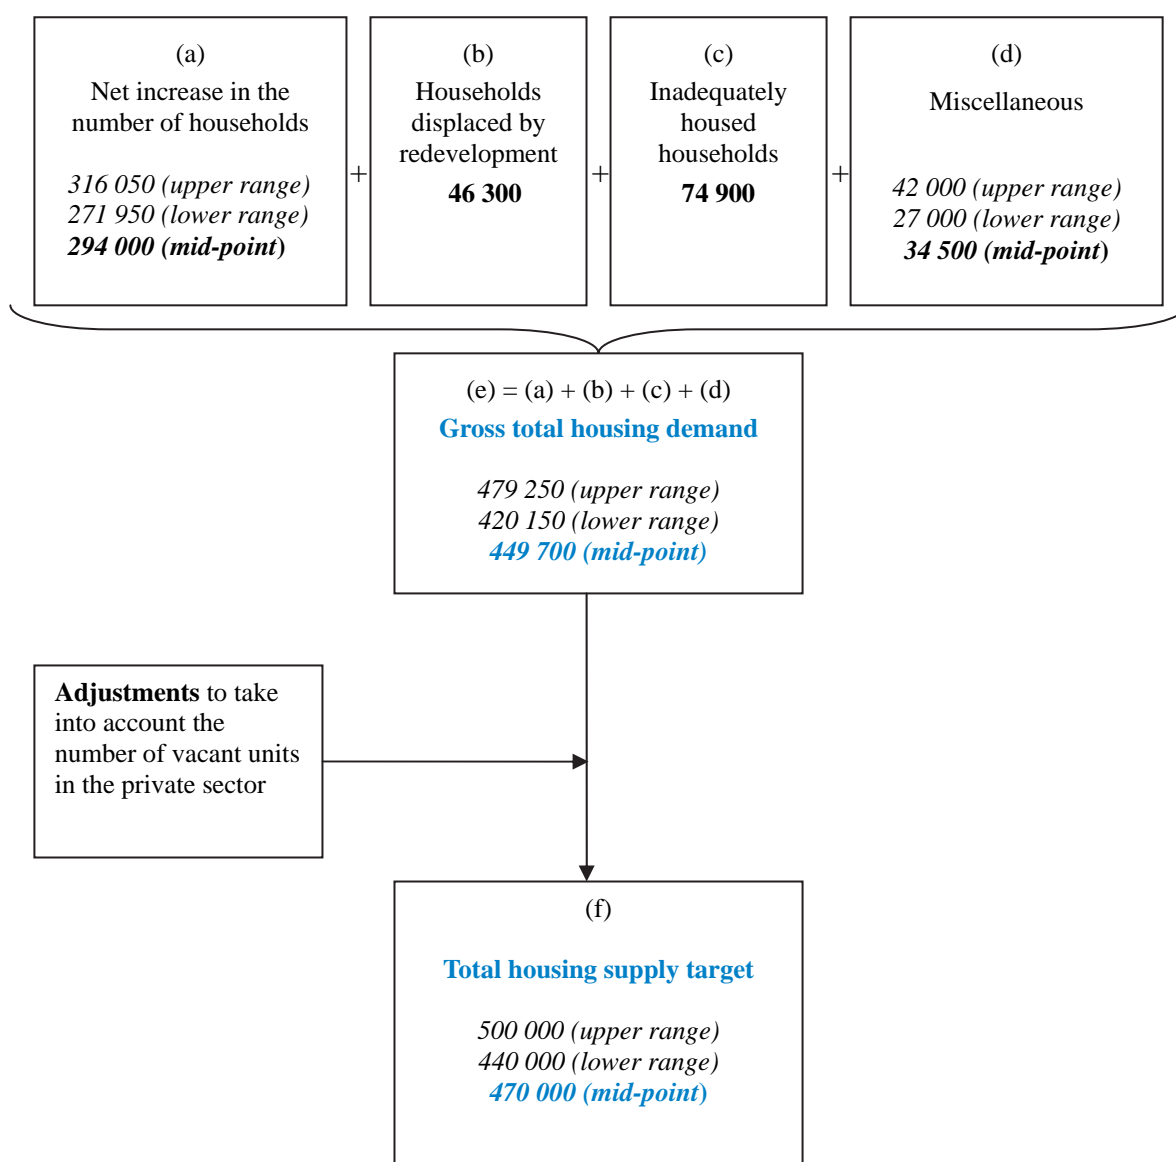 (a)
Net increase in the
number of households
316 050 (upper range)
271 950 (lower range)
294 000 (mid-point)
+
(b)
Households
displaced by
redevelopment
46 300
+
(c)
Inadequately
housed
households
74 900
+
(d)
Miscellaneous
42 000 (upper range)
27 000 (lower range)
34 500 (mid-point)
(e) = (a) + (b) + (c) + (d)
Gross total housing demand
479 250 (upper range)
420 150 (lower range)
449 700 (mid-point)
Adjustments to take
into account the
number of vacant units
in the private sector
(f)
Total housing supply target
500 000 (upper range)
440 000 (lower range)
470 000 (mid-point)